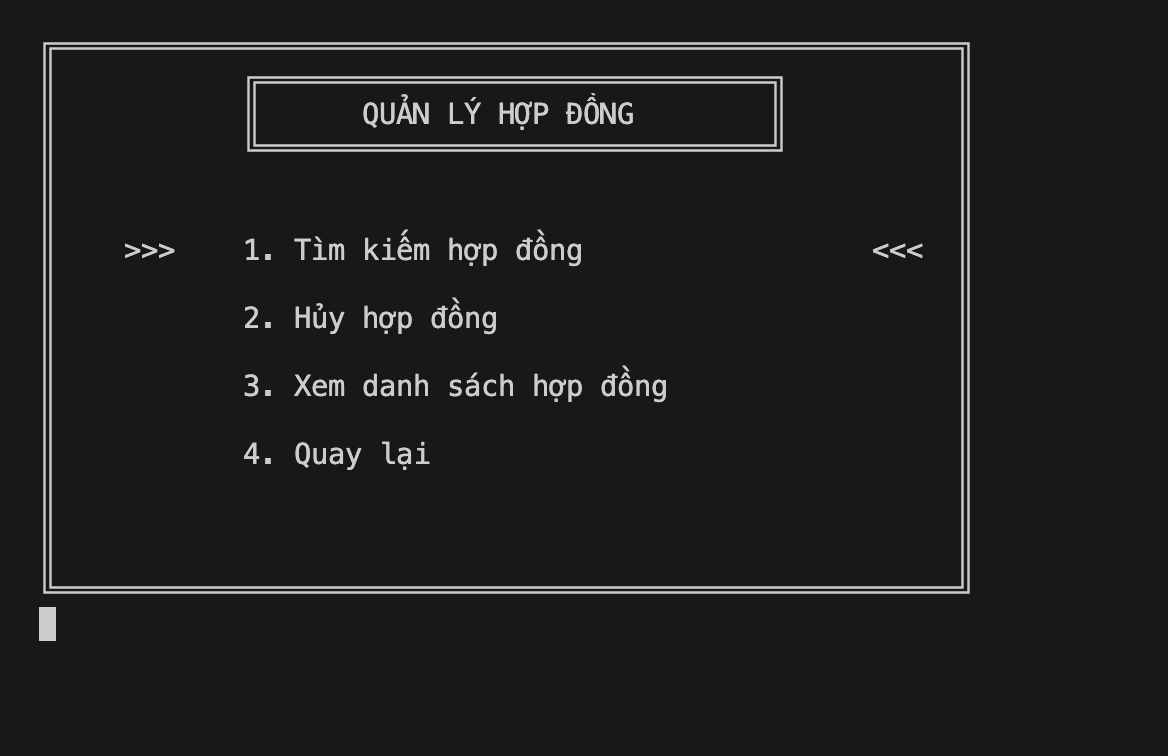 QUẢN LÝ HỢP ĐỒNG
>>> 1. Tìm kiếm hợp đồng <<<
2. Hủy hợp đồng
3. Xem danh sách hợp đồng
4. Quay lại